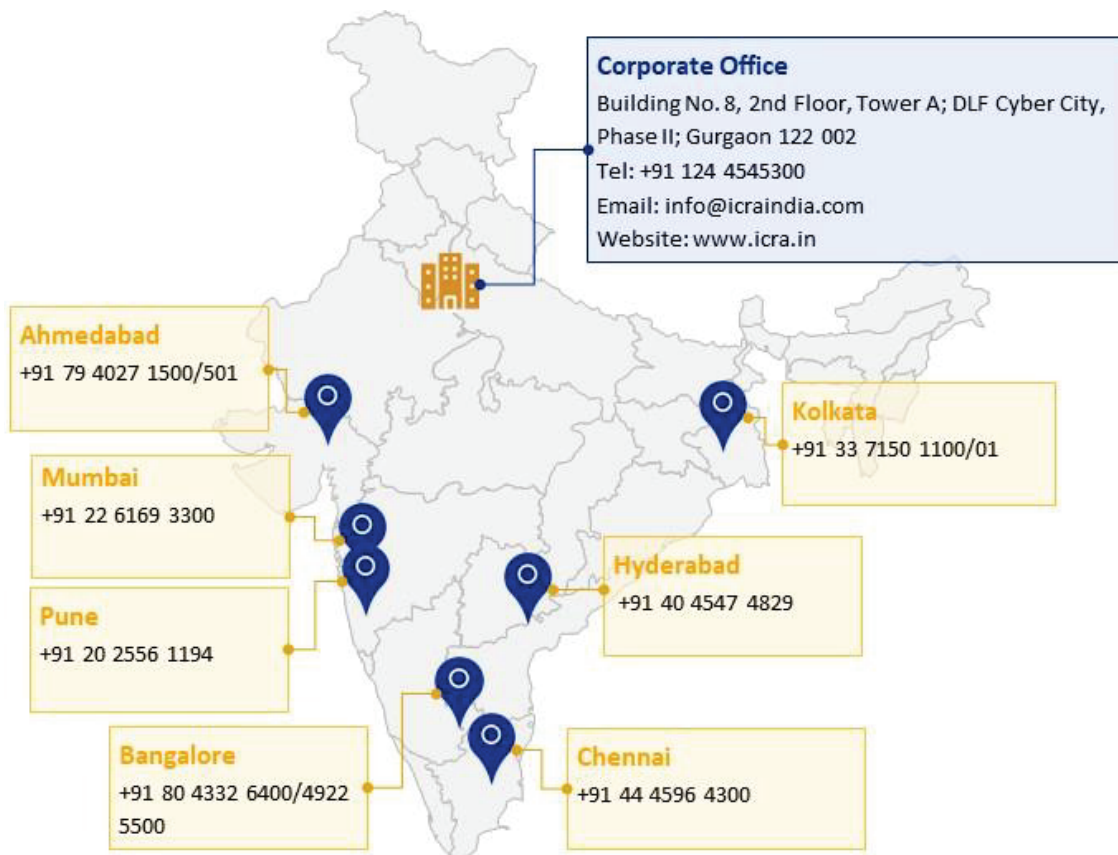 Corporate Office
Building No. 8, 2nd Floor, Tower A; DLF Cyber City,
Phase II; Gurgaon 122 002
Tel: +91 124 4545300
Email: info@icraindia.com
Website: www.icra.in
Ahmedabad
+91 79 4027 1500/501
Kolkata
+91 33 7150 1100/01
Mumbai
+91 22 6169 3300
Hyderabad
+91 40 4547 4829
Pune
+91 20 2556 1194
Bangalore
+91 80 4332 6400/4922
5500
Chennai
+91 44 4596 4300